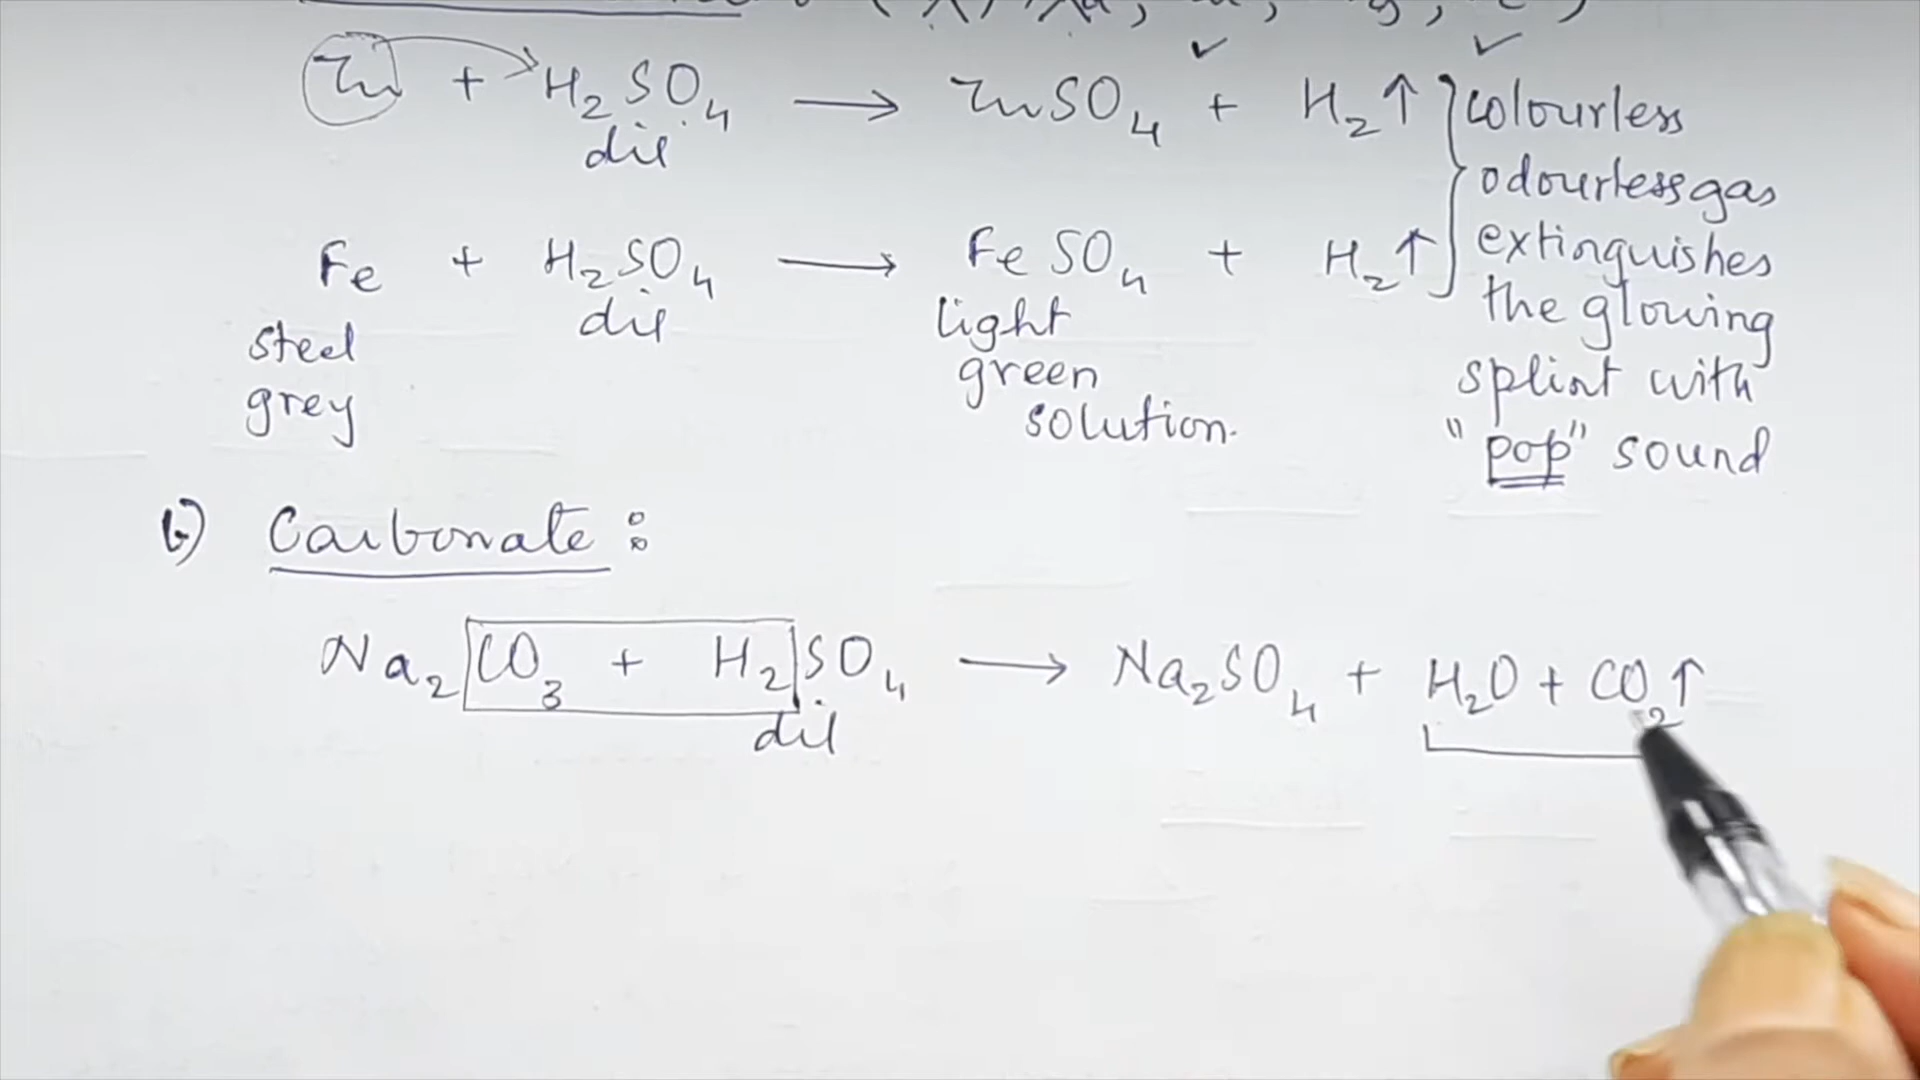 Zn + H₂SO₄ → ZnSO₄ + H₂↑ } colourless
dil
odourless gas
Fe + H₂SO₄ → FeSO₄ + H₂↑
extinguishes
dil
light
the glowing
steel
green
splint with
grey
solution.
"pop" sound
b) Carbonate :
Na₂CO₃ + H₂SO₄ → Na₂SO₄ + H₂O + CO₂↑
dil